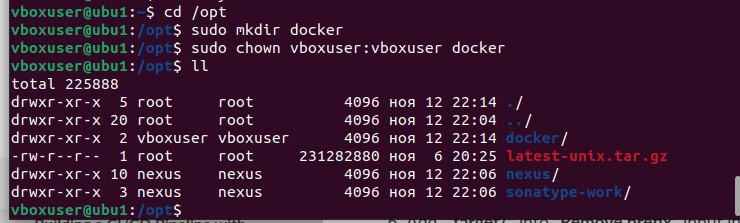 vboxuser@ubu1:~$ cd /opt
vboxuser@ubu1:/opt$ sudo mkdir docker
vboxuser@ubu1:/opt$ sudo chown vboxuser:vboxuser docker
vboxuser@ubu1:/opt$ ll
total 225888
drwxr-xr-x  5 root     root          4096 ноя 12 22:14 ./
drwxr-xr-x 20 root     root          4096 ноя 12 22:04 ../
drwxr-xr-x  2 vboxuser vboxuser      4096 ноя 12 22:14 docker/
-rw-r--r--  1 root     root     231282880 ноя  6 20:25 latest-unix.tar.gz
drwxr-xr-x 10 nexus    nexus         4096 ноя 12 22:06 nexus/
drwxr-xr-x  3 nexus    nexus         4096 ноя 12 22:06 sonatype-work/
vboxuser@ubu1:/opt$